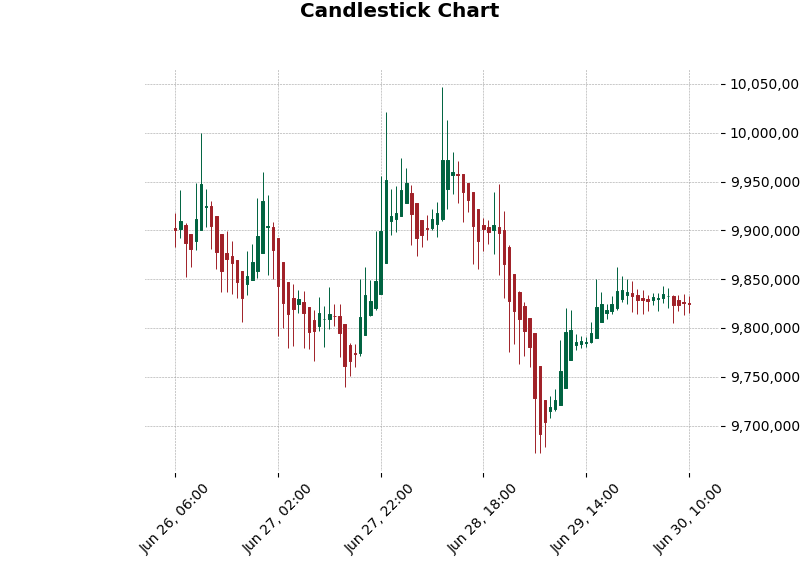 Candlestick Chart
10,050,00
10,000,00
9,950,000
9,900,000
9,850,000
9,800,000
9,750,000
9,700,000
Jun 26, 06:00
Jun 27, 02:00
Jun 27, 22:00
Jun 28, 18:00
Jun 29, 14:00
Jun 30, 10:00